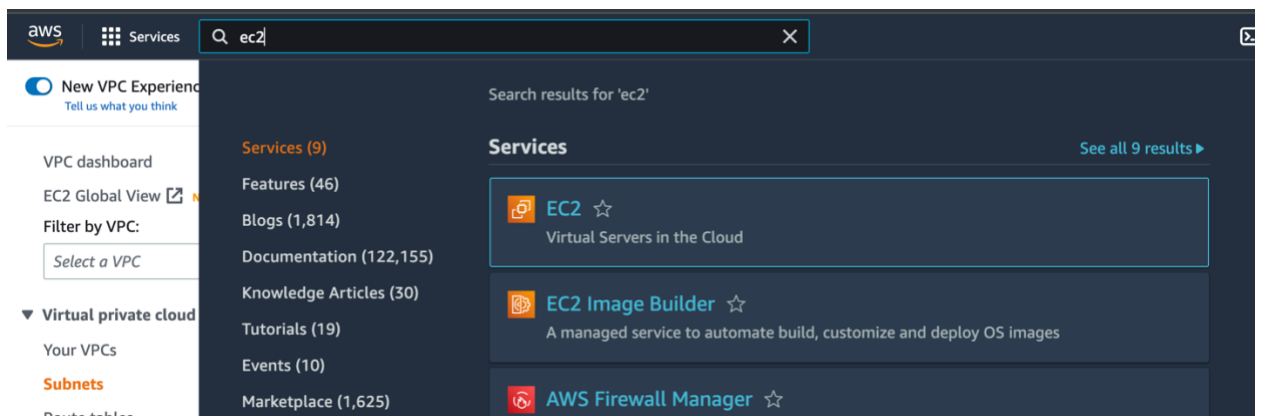 aws
Services
ec2
New VPC Experienc
Tell us what you think
VPC dashboard
EC2 Global View
Filter by VPC:
Select a VPC
Virtual private cloud
Your VPCs
Subnets
Route tables
Search results for 'ec2'
Services (9)
Features (46)
Blogs (1,814)
Documentation (122,155)
Knowledge Articles (30)
Tutorials (19)
Events (10)
Marketplace (1,625)
Services
See all 9 results
EC2
Virtual Servers in the Cloud
EC2 Image Builder
A managed service to automate build, customize and deploy OS images
AWS Firewall Manager